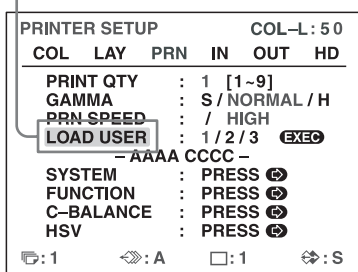 PRINTER SETUP COL–L:50
COL LAY PRN IN OUT HD
PRINT QTY : 1 [1~9]
GAMMA : S/NORMAL/H
PRN SPEED : / HIGH
LOAD USER : 1/2/3 EXEC
– AAAA CCCC –
SYSTEM : PRESS
FUNCTION : PRESS
C–BALANCE : PRESS
HSV : PRESS
:1 :A :1 :S